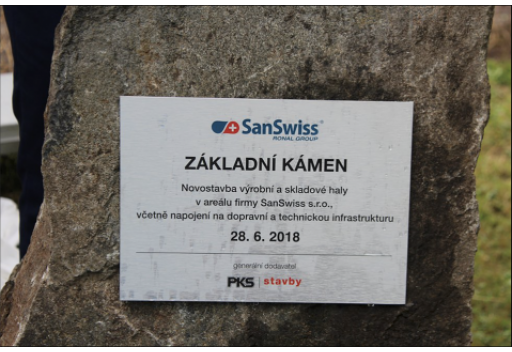 SanSwiss®
RONAL GROUP
ZÁKLADNÍ KÁMEN
Novostavba výrobní a skladové haly
v areálu firmy SanSwiss s.r.o.,
včetně napojení na dopravní a technickou infrastrukturu
28. 6. 2018
generální dodavatel
PKS | stavby